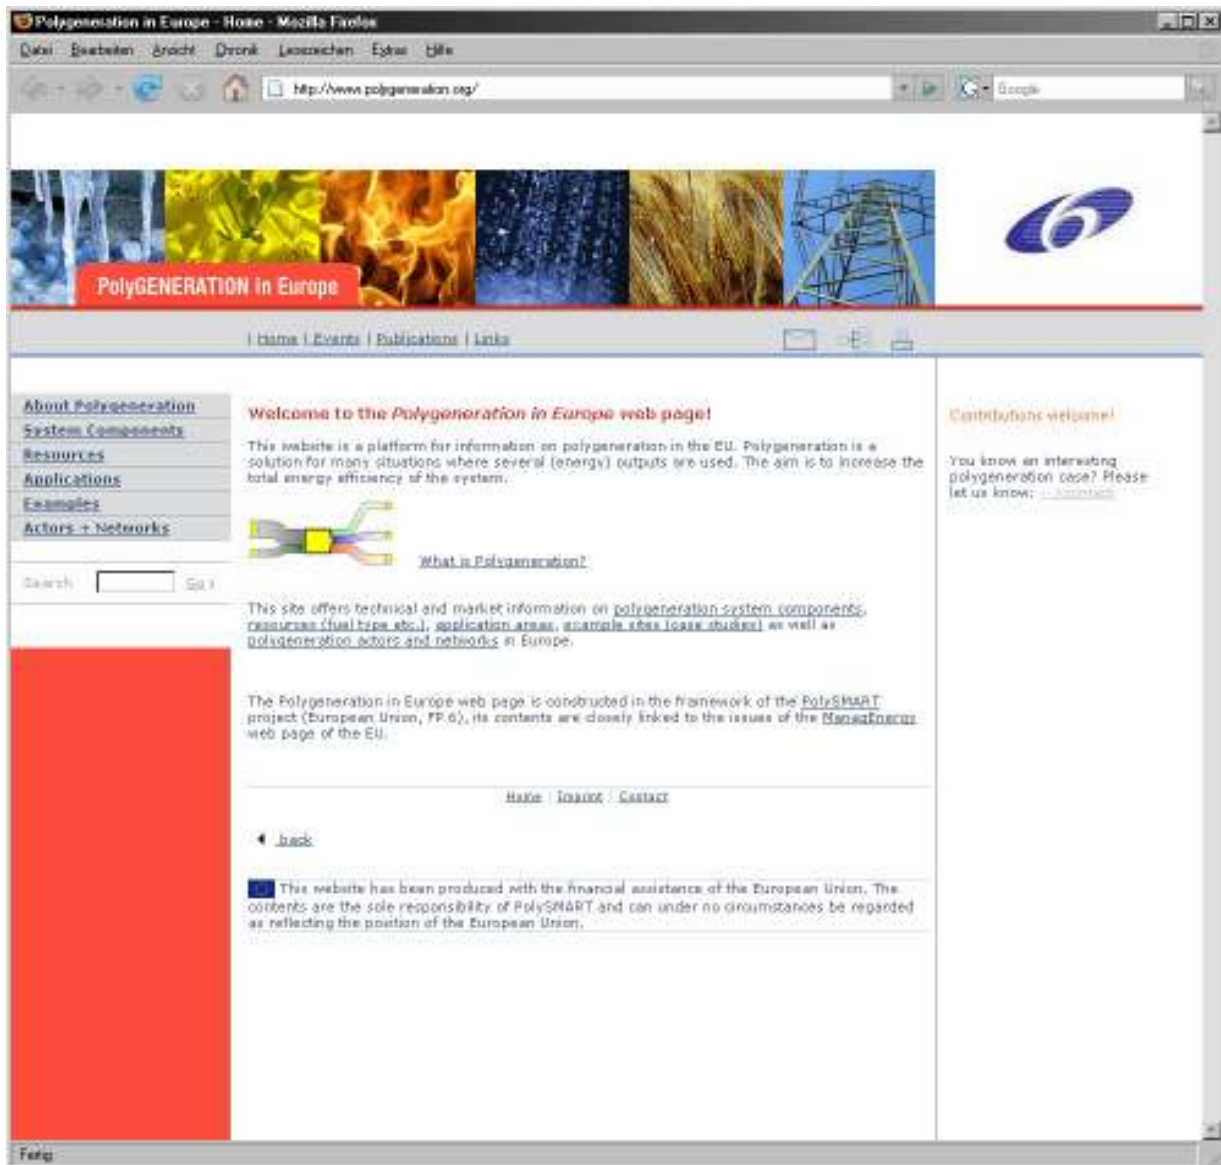 Polygeneration in Europe - Home - Mozilla Firefox
Datei Bearbeiten Ansicht Chronik Lesezeichen Extras Hilfe
http://www.polygeneration.org/
Google
6
PolyGENERATION in Europe
| Home | Events | Publications | Links
About Polygeneration
System Components
Resources
Applications
Examples
Actors + Networks
Search Go
Welcome to the Polygeneration in Europe web page!
This website is a platform for information on polygeneration in the EU. Polygeneration is a
solution for many situations where several (energy) outputs are used. The aim is to increase the
total energy efficiency of the system.
What is Polygeneration?
This site offers technical and market information on polygeneration system components,
resources (fuel type etc.), application areas, example sites (case studies) as well as
polygeneration actors and networks in Europe.
The Polygeneration in Europe web page is constructed in the framework of the PolySMART
project (European Union, FP 6), its contents are closely linked to the issues of the ManagEnergy
web page of the EU.
Home | Imprint | Contact
back
This website has been produced with the financial assistance of the European Union. The
contents are the sole responsibility of PolySMART and can under no circumstances be regarded
as reflecting the position of the European Union.
Contributions welcome!
You know an interesting
polygeneration case? Please
let us know:
Fertig